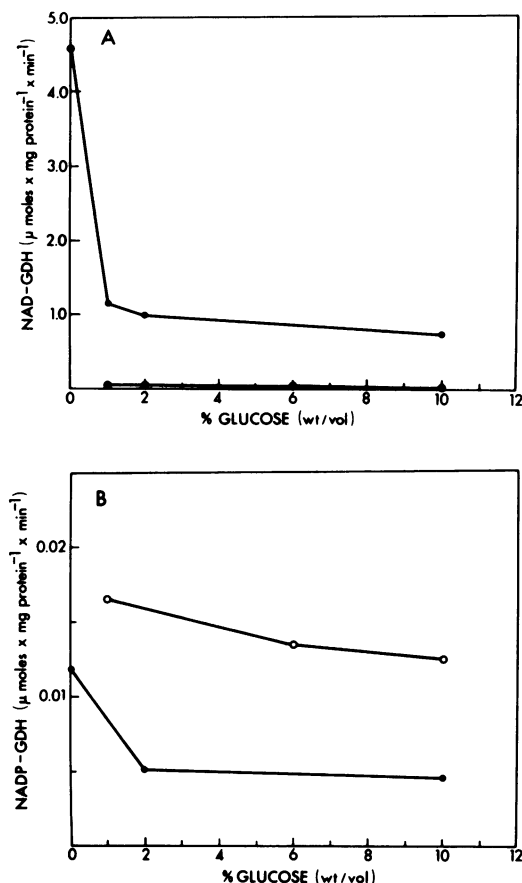 A
5.0
4.0
3.0
2.0
1.0
NAD-GDH (μ moles x mg protein⁻¹ x min⁻¹)
0 2 4 6 8 10 12
% GLUCOSE (wt/vol)
B
0.02
0.01
0
NADP-GDH (μ moles x mg protein⁻¹ x min⁻¹)
0 2 4 6 8 10 12
% GLUCOSE (wt/vol)